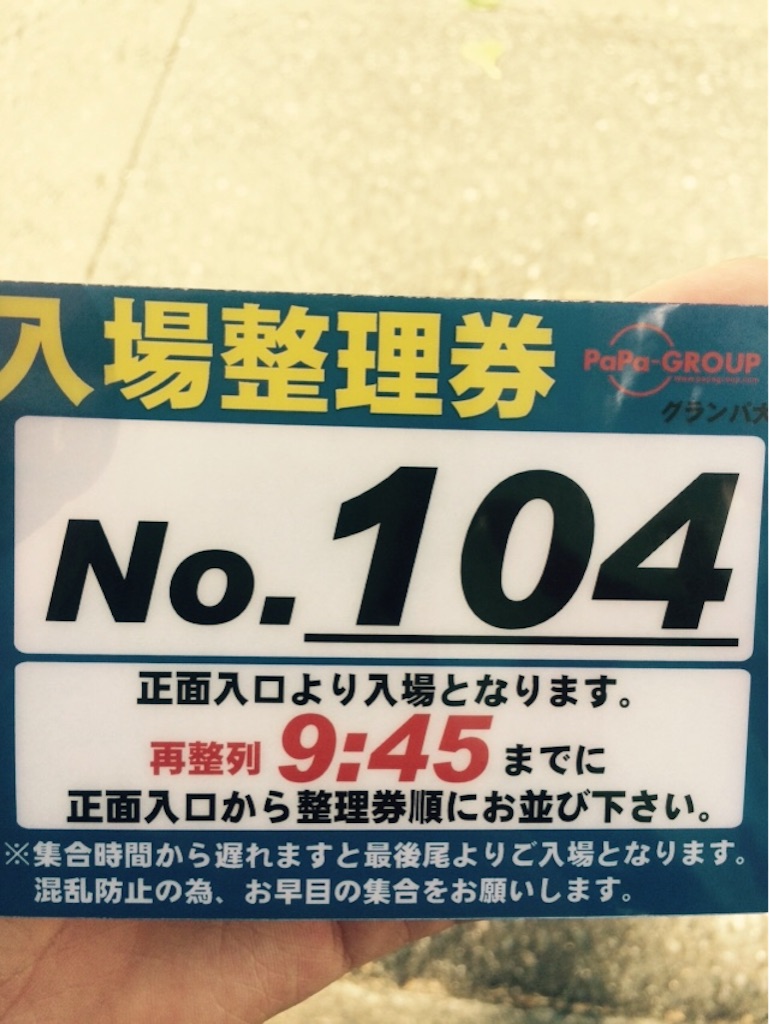 入場整理券
PaPa-GROUP
グランパ大
No.104
正面入口より入場となります。
再整列 9:45 までに
正面入口から整理券順にお並び下さい。
※集合時間から遅れますと最後尾よりご入場となります。
混乱防止の為、お早目の集合をお願いします。